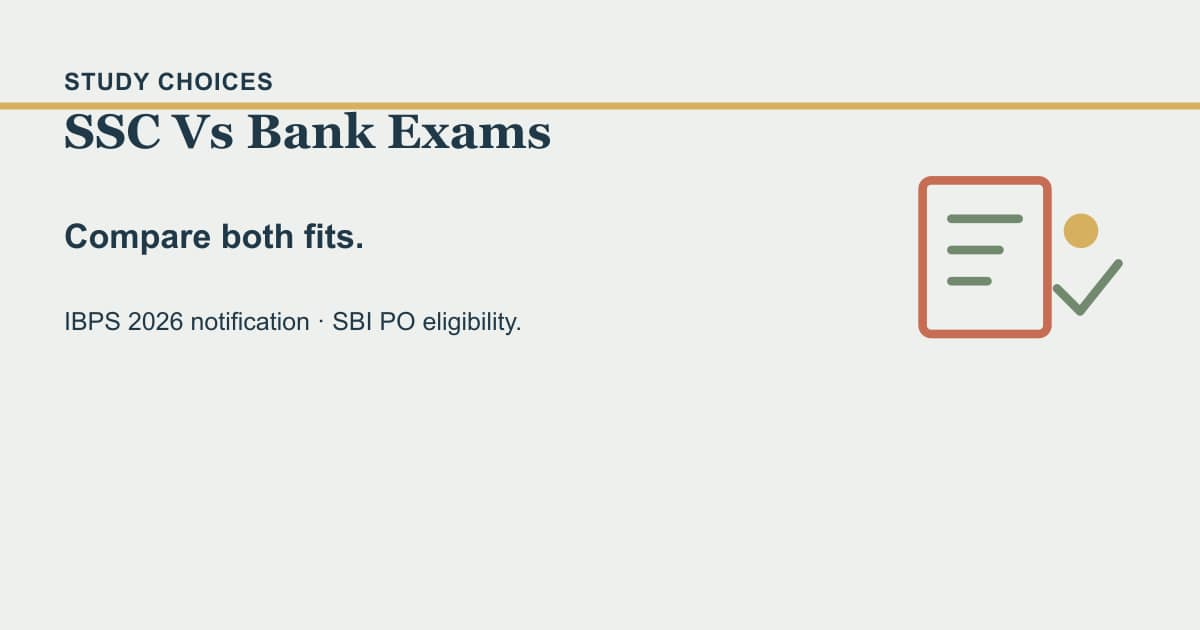 STUDY CHOICES
SSC Vs Bank Exams
Compare both fits.
IBPS 2026 notification · SBI PO eligibility.